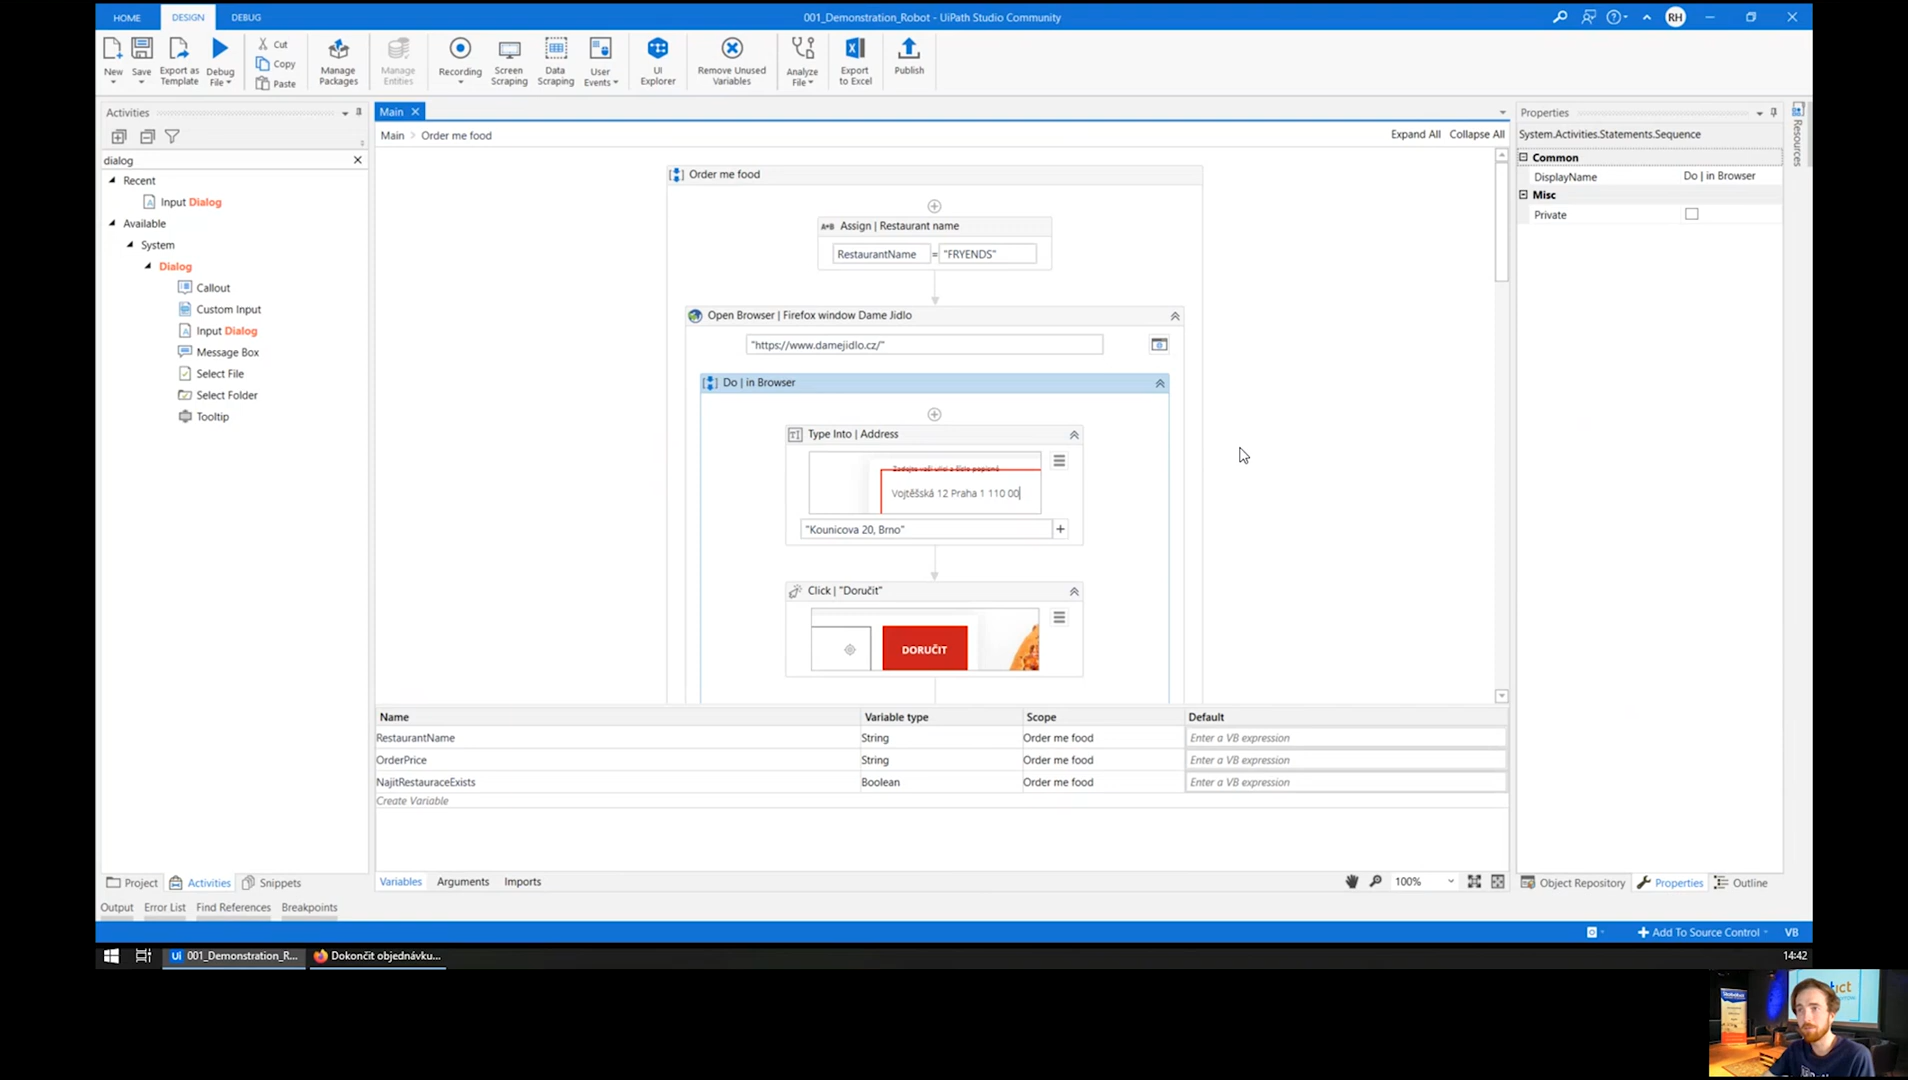 HOME DESIGN DEBUG 001_Demonstration_Robot - UiPath Studio Community RH
New Save Export as Template Debug File Cut Copy Paste Manage Packages Manage Entities Recording Screen Scraping Data Scraping User Events UI Explorer Remove Unused Variables Analyze File Export to Excel Publish
Activities
dialog
Recent
Input Dialog
Available
System
Dialog
Callout
Custom Input
Input Dialog
Message Box
Select File
Select Folder
Tooltip
Project Activities Snippets
Main
Main > Order me food Expand All Collapse All
Order me food
A+B Assign | Restaurant name
RestaurantName = "FRYENDS"
Open Browser | Firefox window Dame Jidlo
"https://www.damejidlo.cz/"
Do | in Browser
Type Into | Address
Zadejte vaši ulici a číslo popisné
Vojtěšská 12 Praha 1 110 00
"Kounicova 20, Brno"
Click | "Doručit"
DORUČIT
Name Variable type Scope Default
RestaurantName String Order me food Enter a VB expression
OrderPrice String Order me food Enter a VB expression
NajitRestauraceExists Boolean Order me food Enter a VB expression
Create Variable
Variables Arguments Imports 100%
Properties
System.Activities.Statements.Sequence
Common
DisplayName Do | in Browser
Misc
Private
Resources
Object Repository Properties Outline
Output Error List Find References Breakpoints
Add To Source Control VB
Ui 001_Demonstration_R... Dokončit objednávku... 14:42